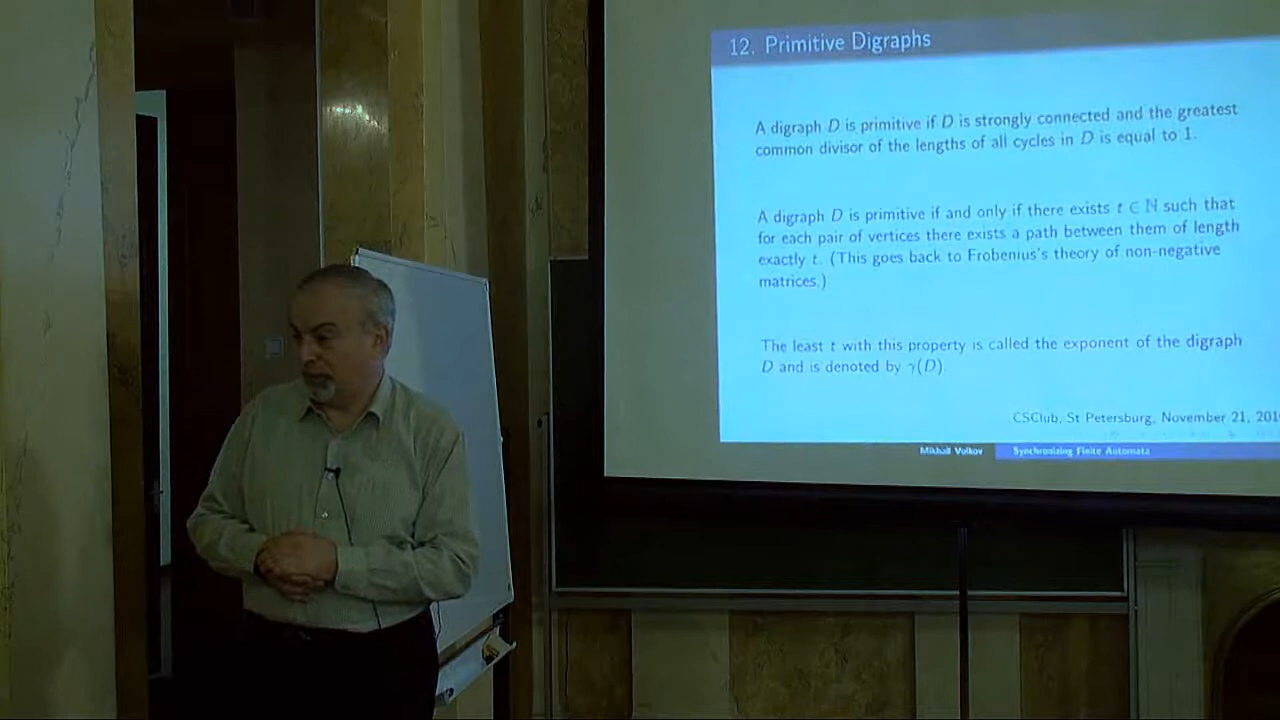 12. Primitive Digraphs
A digraph D is primitive if D is strongly connected and the greatest
common divisor of the lengths of all cycles in D is equal to 1.
A digraph D is primitive if and only if there exists t ∈ ℕ such that
for each pair of vertices there exists a path between them of length
exactly t. (This goes back to Frobenius's theory of non-negative
matrices.)
The least t with this property is called the exponent of the digraph
D and is denoted by γ(D).
CSClub, St Petersburg, November 21, 201
Mikhail Volkov Synchronizing Finite Automata